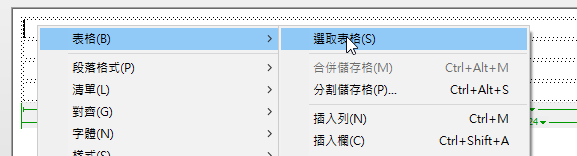 表格(B)
選取表格(S)
合併儲存格(M) Ctrl+Alt+M
段落格式(P)
分割儲存格(P)... Ctrl+Alt+S
清單(L)
對齊(G)
插入列(N) Ctrl+M
字體(N)
插入欄(C) Ctrl+Shift+A
24